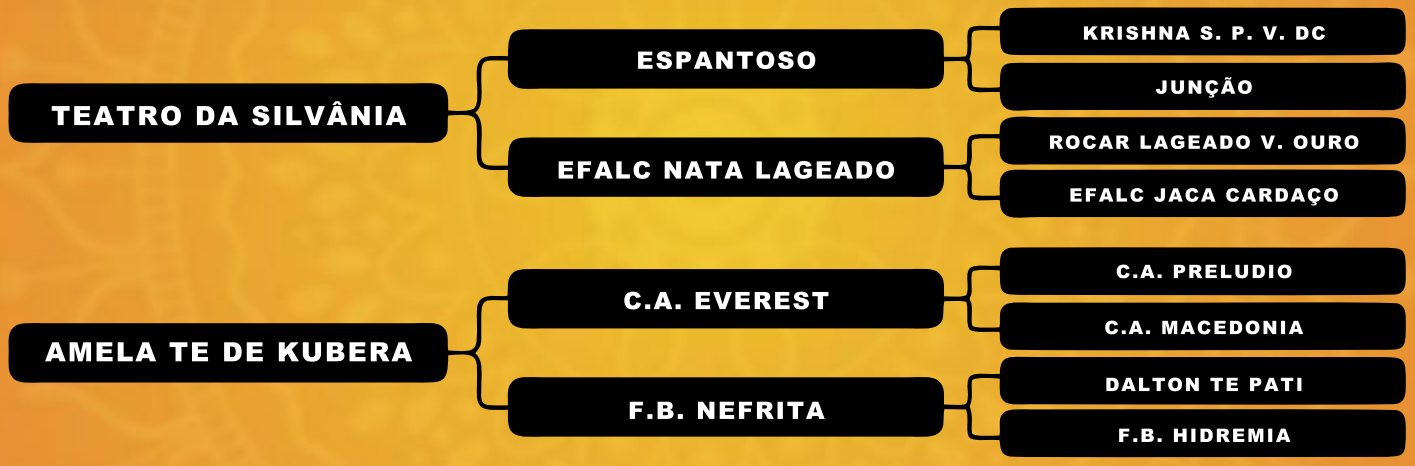 KRISHNA S. P. V. DC
ESPANTOSO
JUNÇÃO
TEATRO DA SILVÂNIA
ROCAR LAGEADO V. OURO
EFALC NATA LAGEADO
EFALC JACA CARDAÇO
C.A. PRELUDIO
C.A. EVEREST
C.A. MACEDONIA
AMELA TE DE KUBERA
DALTON TE PATI
F.B. NEFRITA
F.B. HIDREMIA